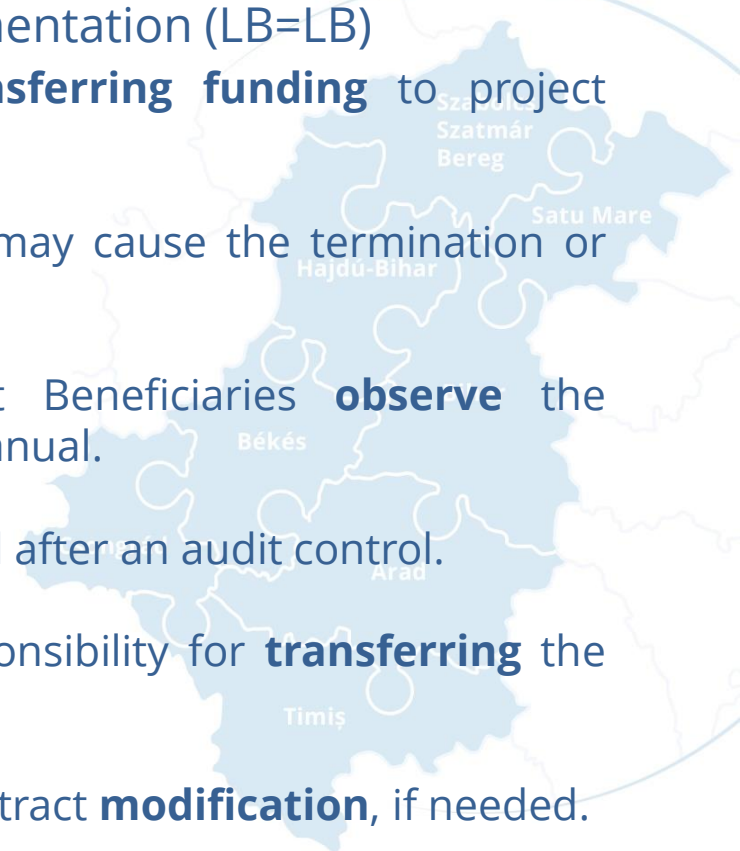 mentation (LB=LB)
nsferring funding to project
Szabolcs
Szatmár
Bereg
Satu Mare
may cause the termination or
Hajdú-Bihar
t Beneficiaries observe the
anual.
Békés
after an audit control.
Arad
onsibility for transferring the
Timiș
tract modification, if needed.